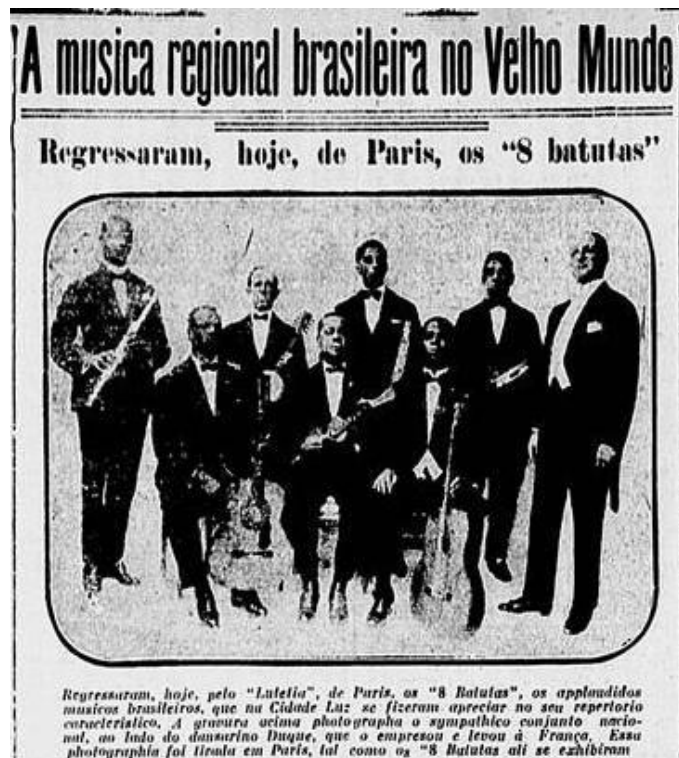 A musica regional brasileira no Velho Mundo
Regressaram, hoje, de Paris, os "8 batutas"
Regressaram, hoje, pelo "Lutetia", de Paris, os "8 Batutas", os applaudidos
musicos brasileiros, que na Cidade Luz se fizeram apreciar no seu repertorio
caracteristico. A gravura acima photographa o sympathico conjunto nacio-
nal, ao lado do dansarino Duque, que o empresou e levou à França. Essa
photographia foi tirada em Paris, tal como os "8 Batutas ali se exhibiram